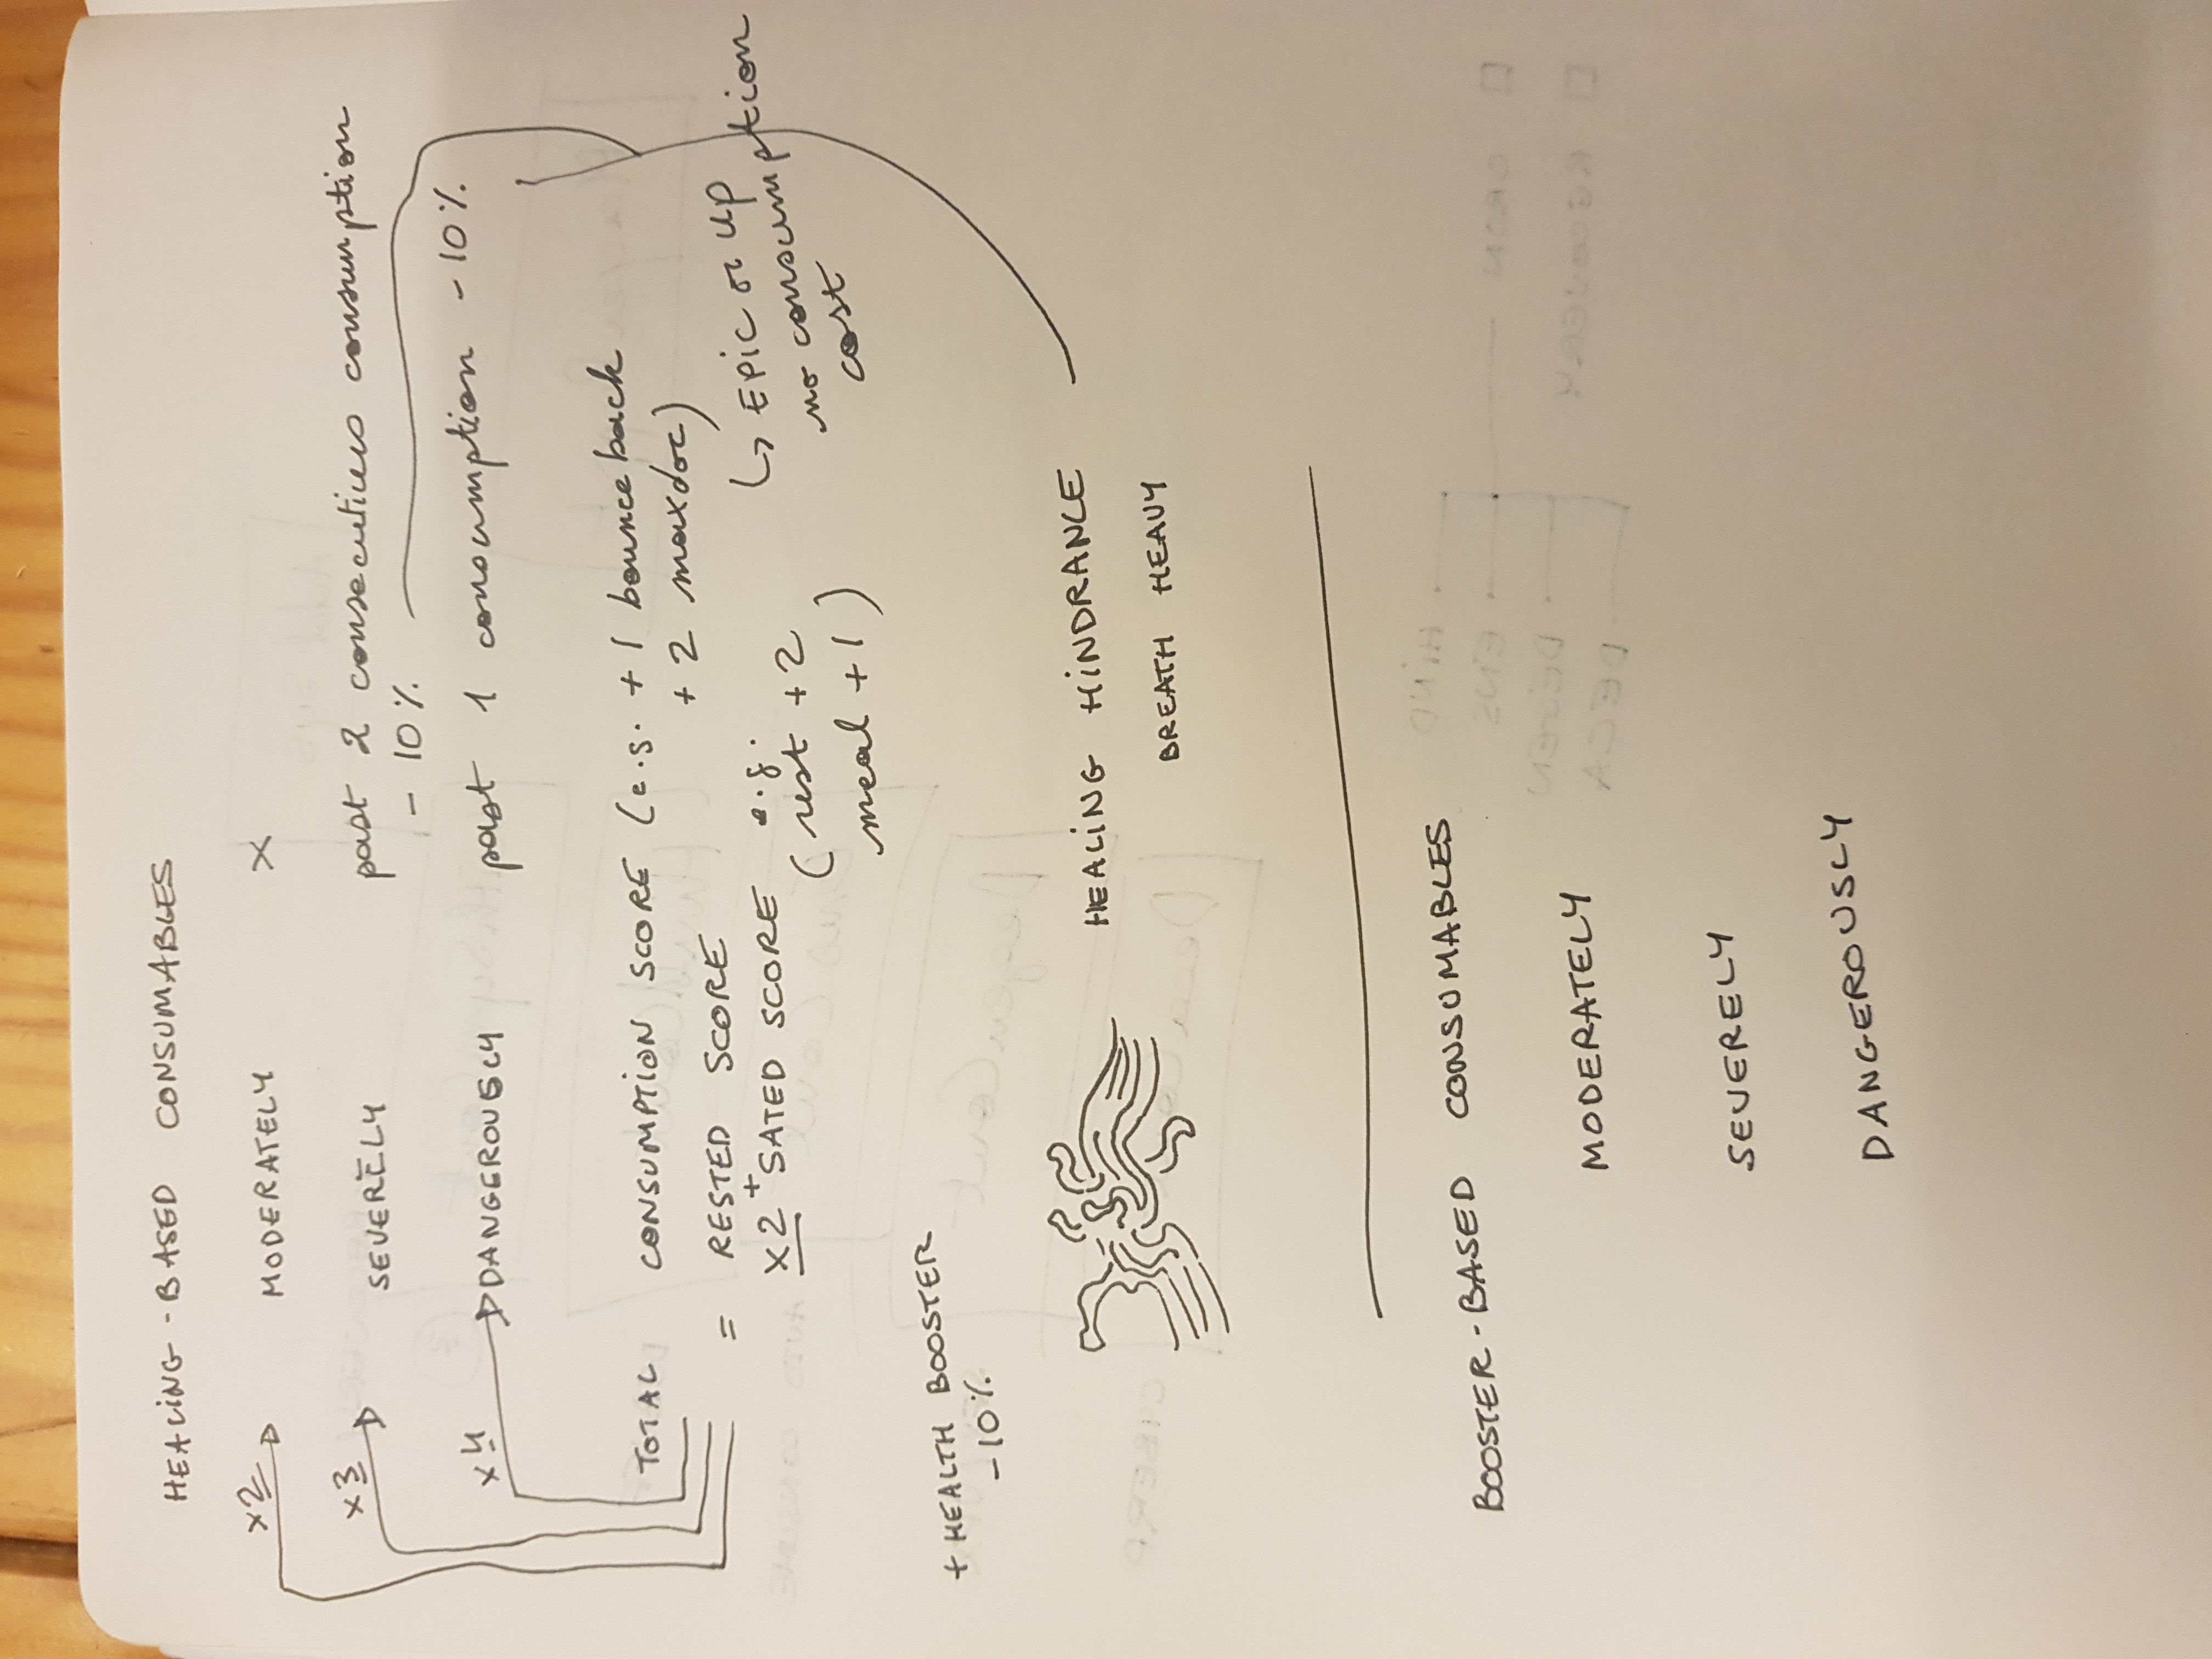 HEALING-BASED CONSUMABLES
x2 MODERATELY X
x3 SEVERELY past 2 consecutives consumption
- 10%
x4 DANGEROUSLY past 1 consumption - 10%
TOTAL CONSUMPTION SCORE (e.g. + 1 bounce back
+ 2 maxdoc)
= RESTED SCORE
↳ EPIC or up
no consumption
cost
x2 + SATED SCORE e.g.
(rest + 2
meal + 1)
+ HEALTH BOOSTER
- 10%
HEALING HINDRANCE
BREATH HEAVY
BOOSTER-BASED CONSUMABLES
MODERATELY
SEVERELY
DANGEROUSLY